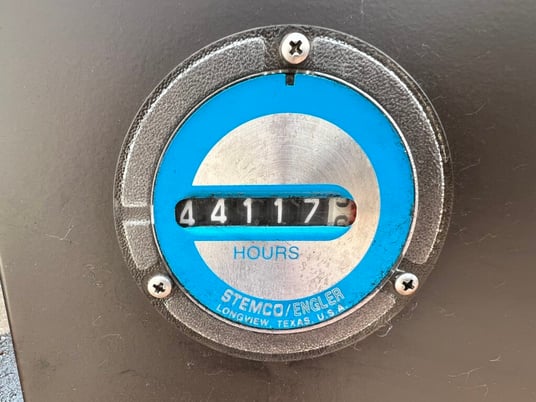 44117
HOURS
STEMCO/ENGLER
LONGVIEW, TEXAS, U.S.A.